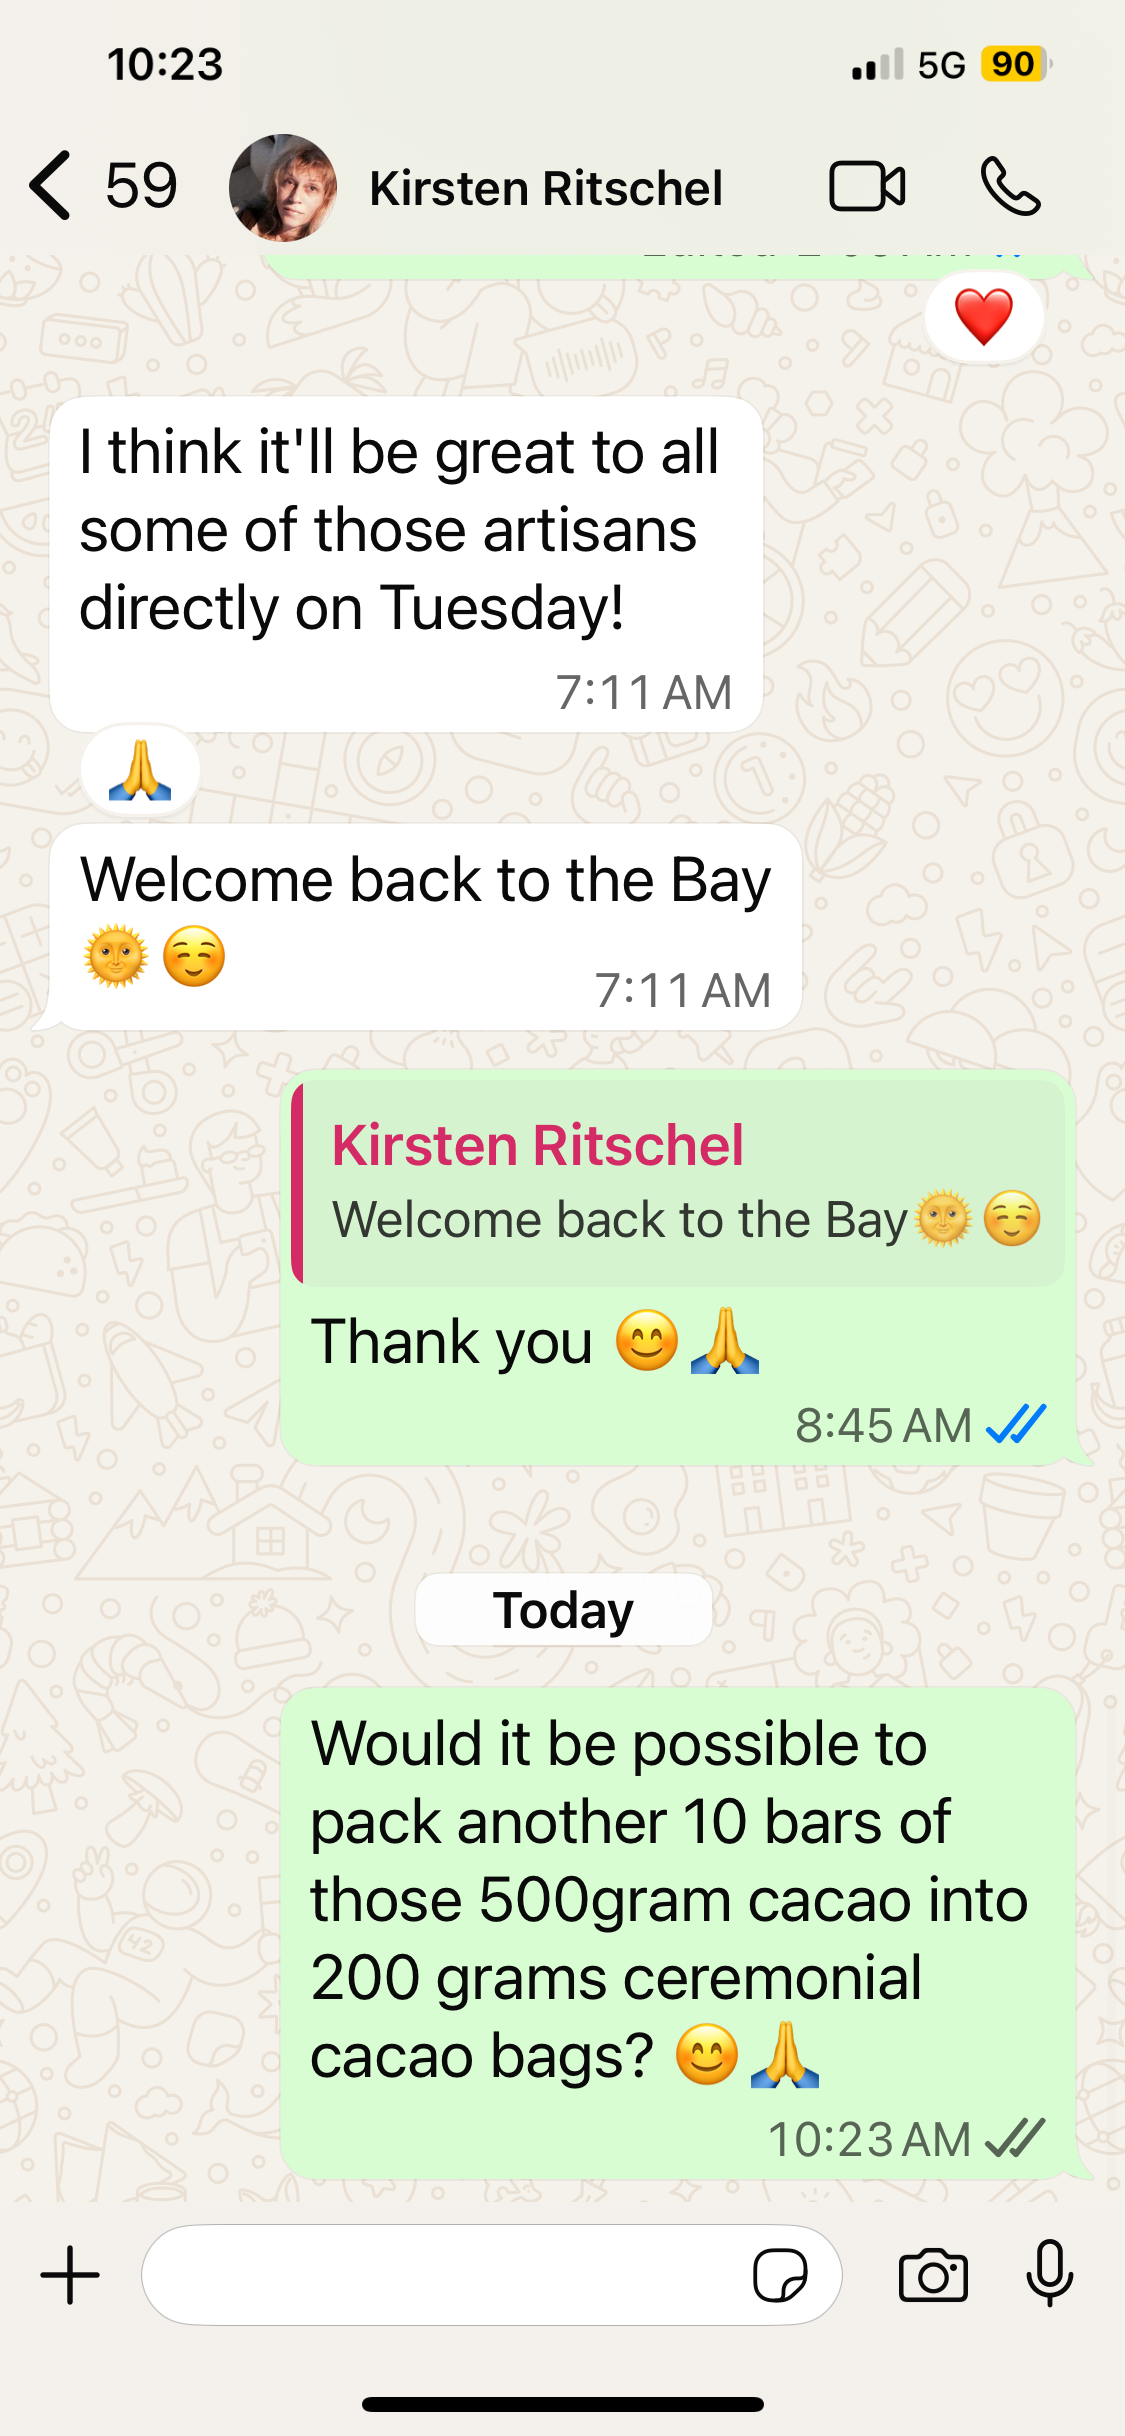 10:23
5G 90
59
Kirsten Ritschel
I think it'll be great to all
some of those artisans
directly on Tuesday!
7:11 AM
🙏
Welcome back to the Bay
🌞☺️
7:11 AM
Kirsten Ritschel
Welcome back to the Bay🌞☺️
Thank you 😊🙏
8:45 AM
Today
Would it be possible to
pack another 10 bars of
those 500gram cacao into
200 grams ceremonial
cacao bags? 😊🙏
10:23 AM